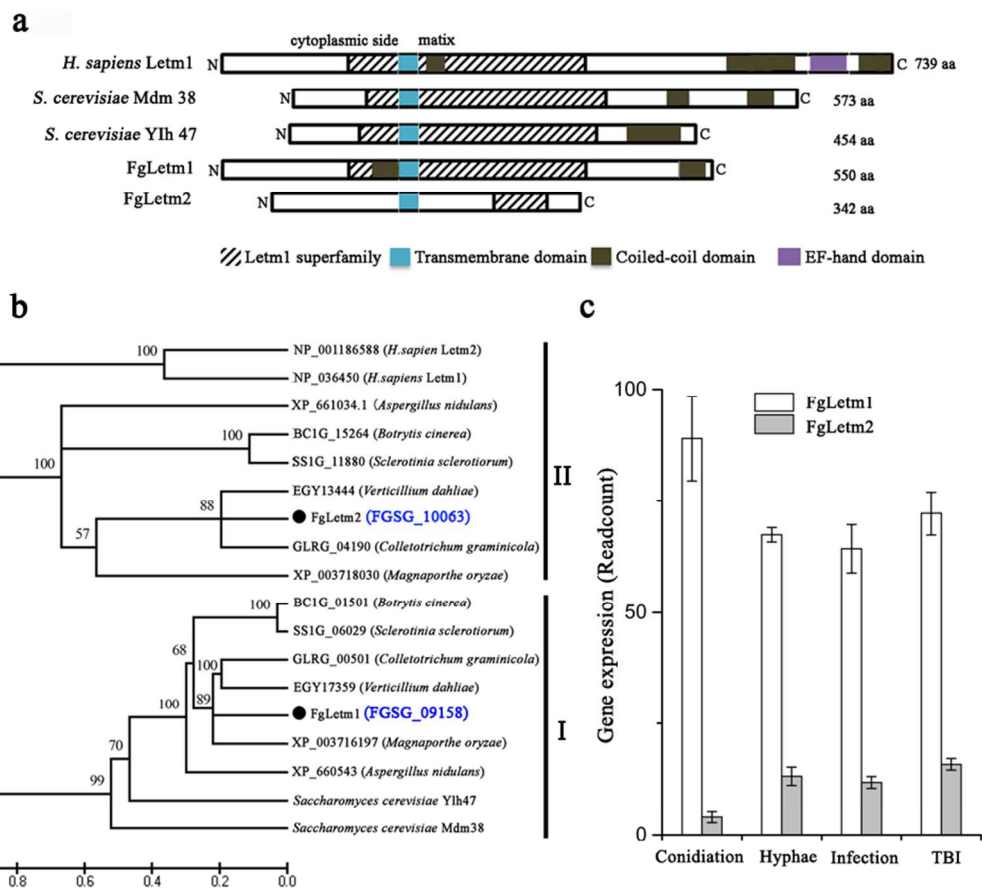 a
cytoplasmic side matix
H. sapiens Letm1 N C 739 aa
S. cerevisiae Mdm 38 N C 573 aa
S. cerevisiae Ylh 47 N C 454 aa
FgLetm1 N C 550 aa
FgLetm2 N C 342 aa
Letm1 superfamily Transmembrane domain Coiled-coil domain EF-hand domain
b
100 NP_001186588 (H.sapien Letm2)
NP_036450 (H.sapiens Letm1)
XP_661034.1 (Aspergillus nidulans)
100 BC1G_15264 (Botrytis cinerea)
100 SS1G_11880 (Sclerotinia sclerotiorum)
II
EGY13444 (Verticillium dahliae)
88 FgLetm2 (FGSG_10063)
57 GLRG_04190 (Colletotrichum graminicola)
XP_003718030 (Magnaporthe oryzae)
100 BC1G_01501 (Botrytis cinerea)
SS1G_06029 (Sclerotinia sclerotiorum)
68 100 GLRG_00501 (Colletotrichum graminicola)
EGY17359 (Verticillium dahliae)
100 89 FgLetm1 (FGSG_09158)
I
XP_003716197 (Magnaporthe oryzae)
70 XP_660543 (Aspergillus nidulans)
99 Saccharomyces cerevisiae Ylh47
Saccharomyces cerevisiae Mdm38
0.8 0.6 0.4 0.2 0.0
c
Gene expression (Readcount)
100
50
0
FgLetm1
FgLetm2
Conidiation Hyphae Infection TBI